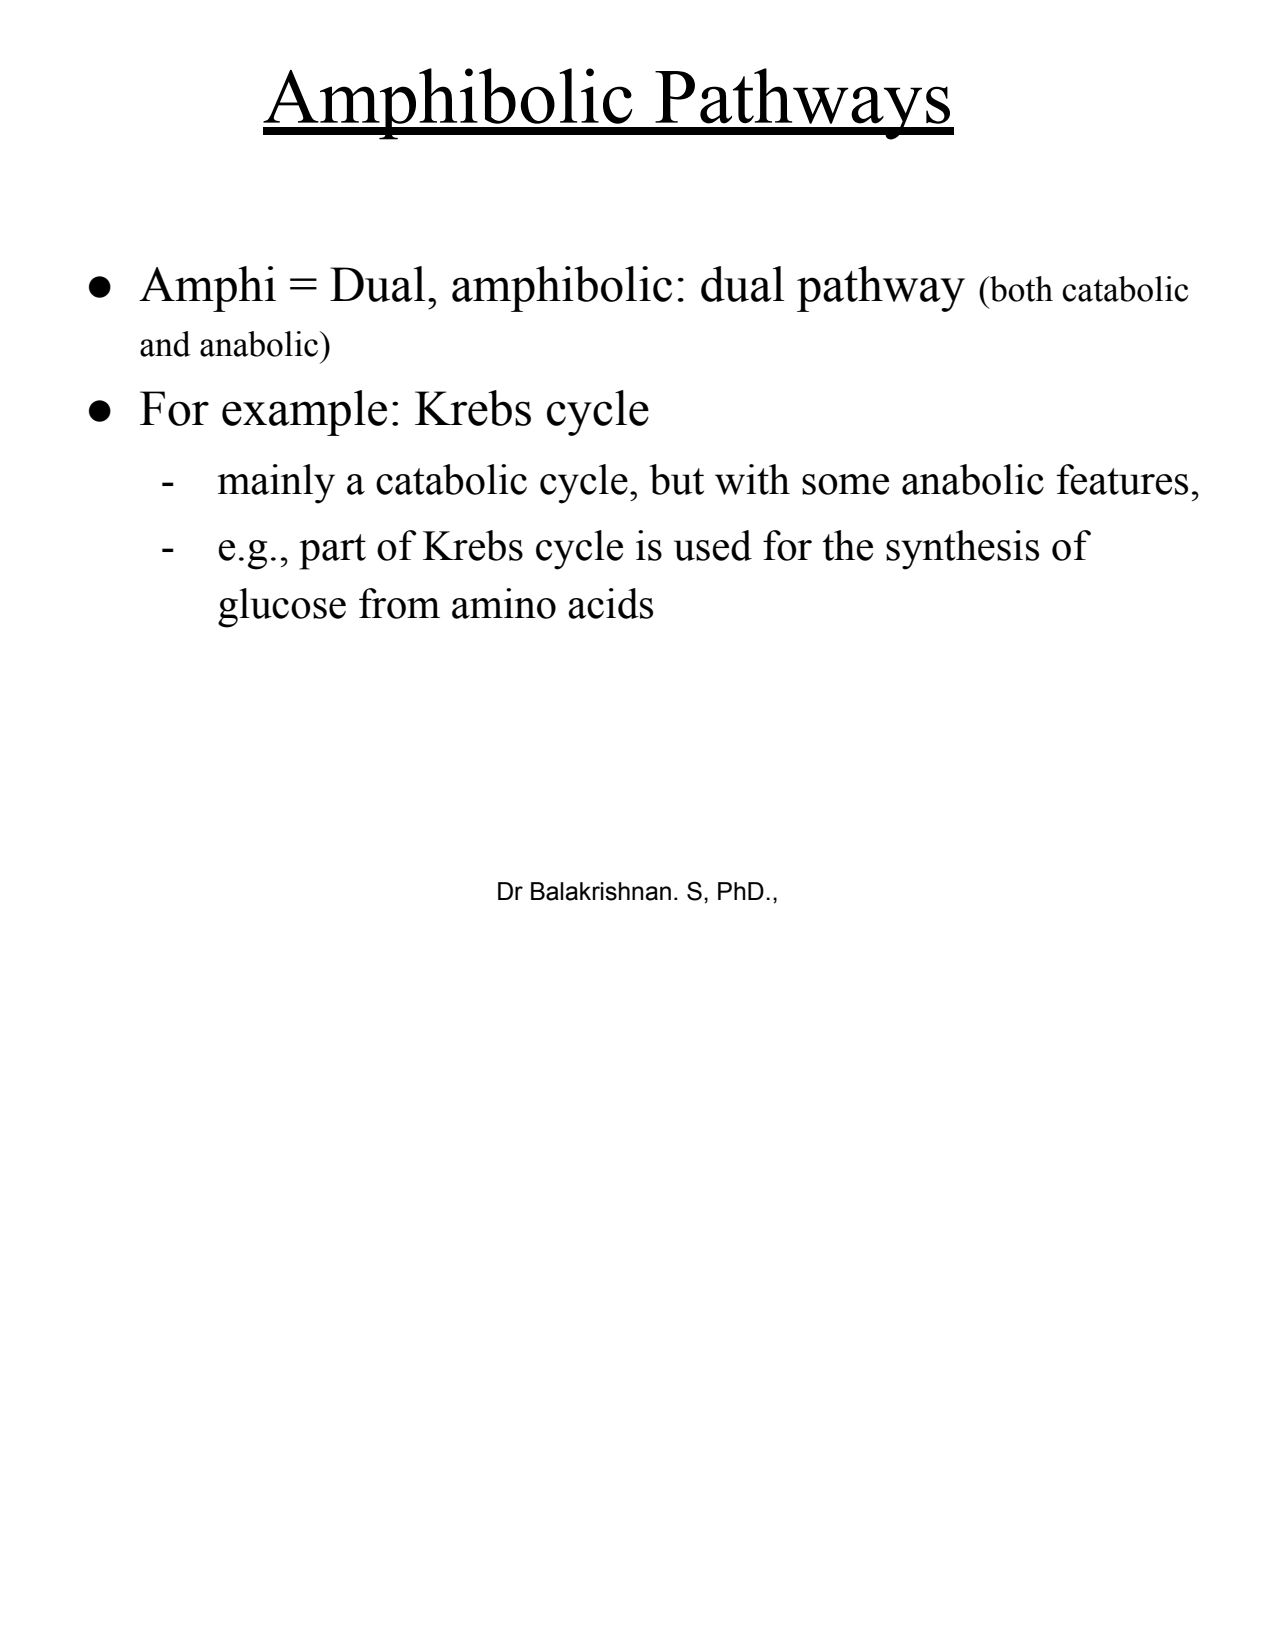 Amphibolic Pathways
● Amphi = Dual, amphibolic: dual pathway (both catabolic
and anabolic)
● For example: Krebs cycle
- mainly a catabolic cycle, but with some anabolic features,
- e.g., part of Krebs cycle is used for the synthesis of
glucose from amino acids
Dr Balakrishnan. S, PhD.,